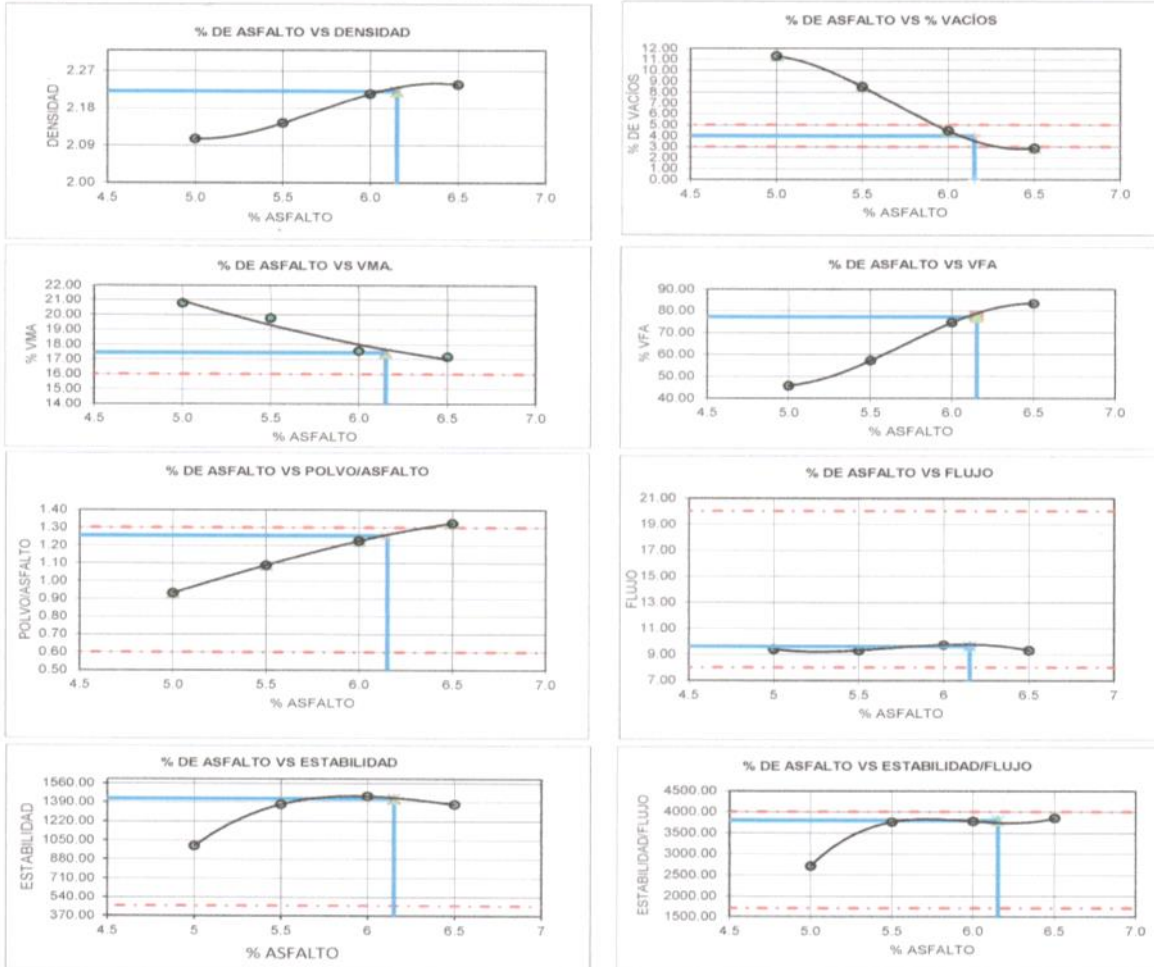 % DE ASFALTO VS DENSIDAD
2.27
2.18
2.09
2.00
DENSIDAD
4.5 5.0 5.5 6.0 6.5 7.0
% ASFALTO
% DE ASFALTO VS % VACÍOS
12.00
11.00
10.00
9.00
8.00
7.00
6.00
5.00
4.00
3.00
2.00
1.00
0.00
% DE VACÍOS
4.5 5.0 5.5 6.0 6.5 7.0
% ASFALTO
% DE ASFALTO VS VMA.
22.00
21.00
20.00
19.00
18.00
17.00
16.00
15.00
14.00
% VMA
4.5 5.0 5.5 6.0 6.5 7.0
% ASFALTO
% DE ASFALTO VS VFA
90.00
80.00
70.00
60.00
50.00
40.00
% VFA
4.5 5.0 5.5 6.0 6.5 7.0
% ASFALTO
% DE ASFALTO VS POLVO/ASFALTO
1.40
1.30
1.20
1.10
1.00
0.90
0.80
0.70
0.60
0.50
POLVO/ASFALTO
4.5 5.0 5.5 6.0 6.5 7.0
% ASFALTO
% DE ASFALTO VS FLUJO
21.00
19.00
17.00
15.00
13.00
11.00
9.00
7.00
FLUJO
4.5 5 5.5 6 6.5 7
% ASFALTO
% DE ASFALTO VS ESTABILIDAD
1560.00
1390.00
1220.00
1050.00
880.00
710.00
540.00
370.00
ESTABILIDAD
4.5 5 5.5 6 6.5 7
% ASFALTO
% DE ASFALTO VS ESTABILIDAD/FLUJO
4500.00
4000.00
3500.00
3000.00
2500.00
2000.00
1500.00
ESTABILIDAD/FLUJO
4.5 5.0 5.5 6.0 6.5 7.0
% ASFALTO